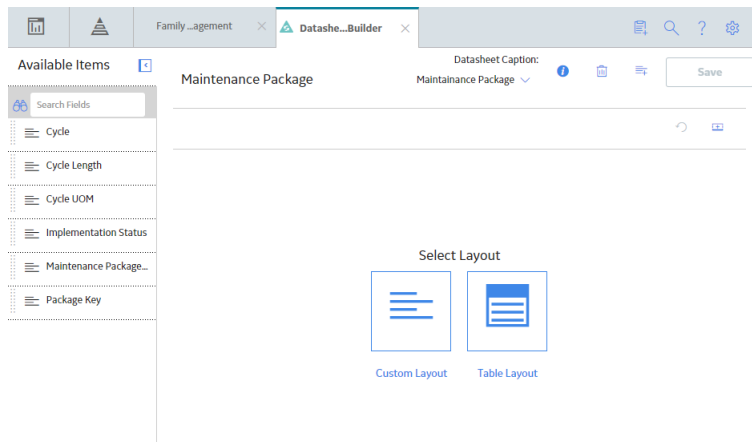 Family ...agement
Datashe...Builder
Available Items
Search Fields
Cycle
Cycle Length
Cycle UOM
Implementation Status
Maintenance Package...
Package Key
Maintenance Package
Datasheet Caption:
Maintainance Package
Save
Select Layout
Custom Layout
Table Layout